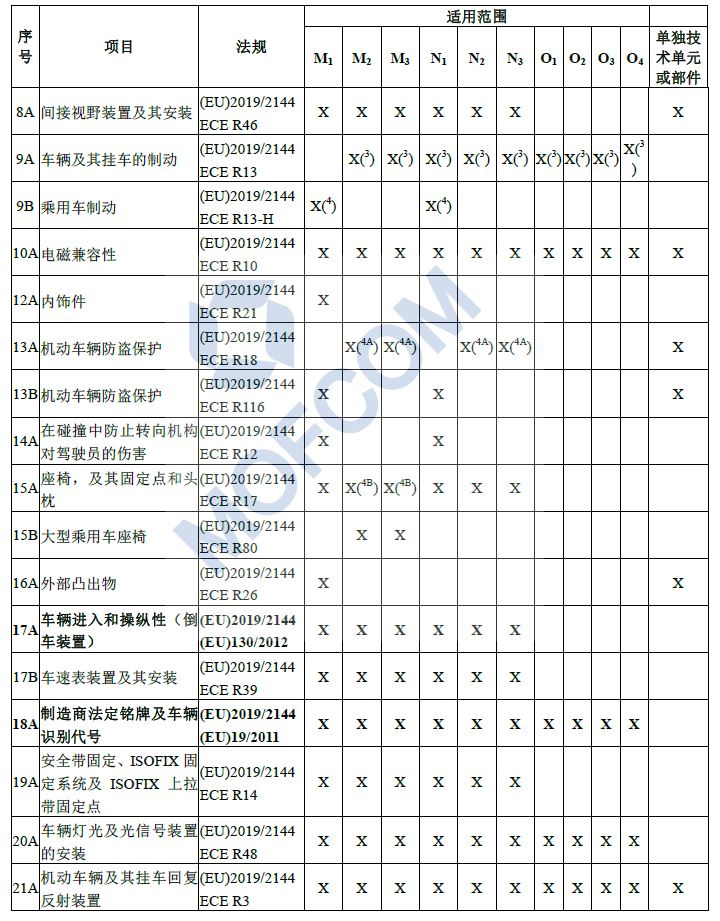 序号 项目 法规 适用范围 单独技术单元或部件
M₁ M₂ M₃ N₁ N₂ N₃ O₁ O₂ O₃ O₄
8A 间接视野装置及其安装 (EU)2019/2144 ECE R46 X X X X X X X
9A 车辆及其挂车的制动 (EU)2019/2144 ECE R13 X(³) X(³) X(³) X(³) X(³) X(³) X(³) X(³) X(³)
9B 乘用车制动 (EU)2019/2144 ECE R13-H X(⁴) X(⁴)
10A 电磁兼容性 (EU)2019/2144 ECE R10 X X X X X X X X X X X
12A 内饰件 (EU)2019/2144 ECE R21 X
13A 机动车辆防盗保护 (EU)2019/2144 ECE R18 X(⁴ᴬ) X(⁴ᴬ) X(⁴ᴬ) X(⁴ᴬ) X
13B 机动车辆防盗保护 (EU)2019/2144 ECE R116 X X X
14A 在碰撞中防止转向机构对驾驶员的伤害 (EU)2019/2144 ECE R12 X X
15A 座椅，及其固定点和头枕 (EU)2019/2144 ECE R17 X X(⁴ᴮ) X(⁴ᴮ) X X X
15B 大型乘用车座椅 (EU)2019/2144 ECE R80 X X
16A 外部凸出物 (EU)2019/2144 ECE R26 X X
17A 车辆进入和操纵性（倒车装置） (EU)2019/2144 (EU)130/2012 X X X X X X
17B 车速表装置及其安装 (EU)2019/2144 ECE R39 X X X X X X
18A 制造商法定铭牌及车辆识别代号 (EU)2019/2144 (EU)19/2011 X X X X X X X X X X
19A 安全带固定、ISOFIX 固定系统及 ISOFIX 上拉带固定点 (EU)2019/2144 ECE R14 X X X X X X
20A 车辆灯光及光信号装置的安装 (EU)2019/2144 ECE R48 X X X X X X X X X X
21A 机动车辆及其挂车回复反射装置 (EU)2019/2144 ECE R3 X X X X X X X X X X X
MOFCOM